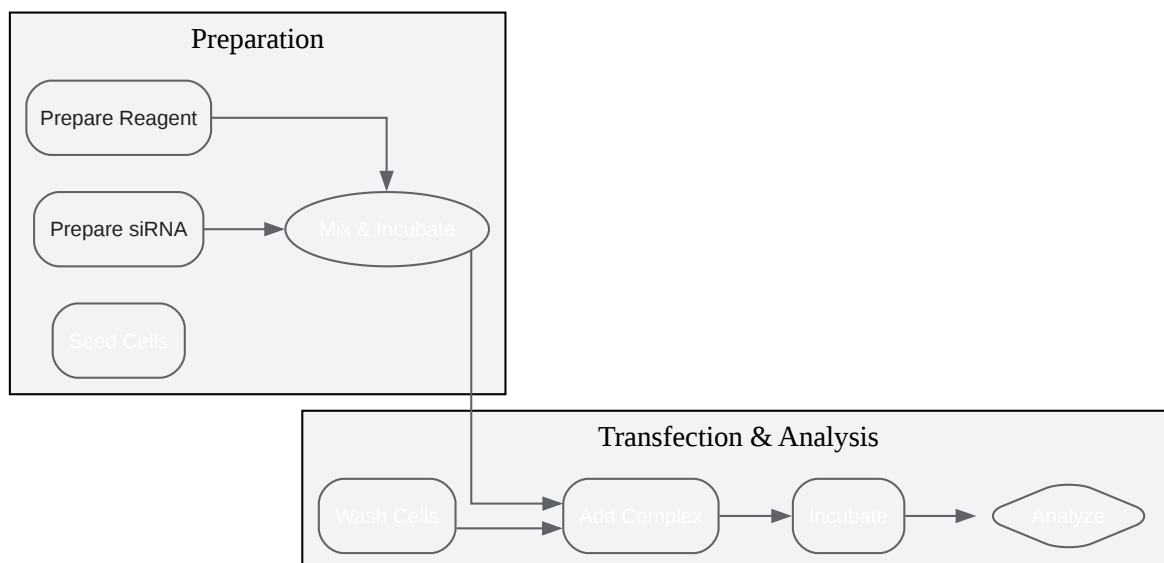 Preparation
Prepare Reagent
Prepare siRNA
Mix & Incubate
Seed Cells
Transfection & Analysis
Wash Cells
Add Complex
Incubate
Analyze